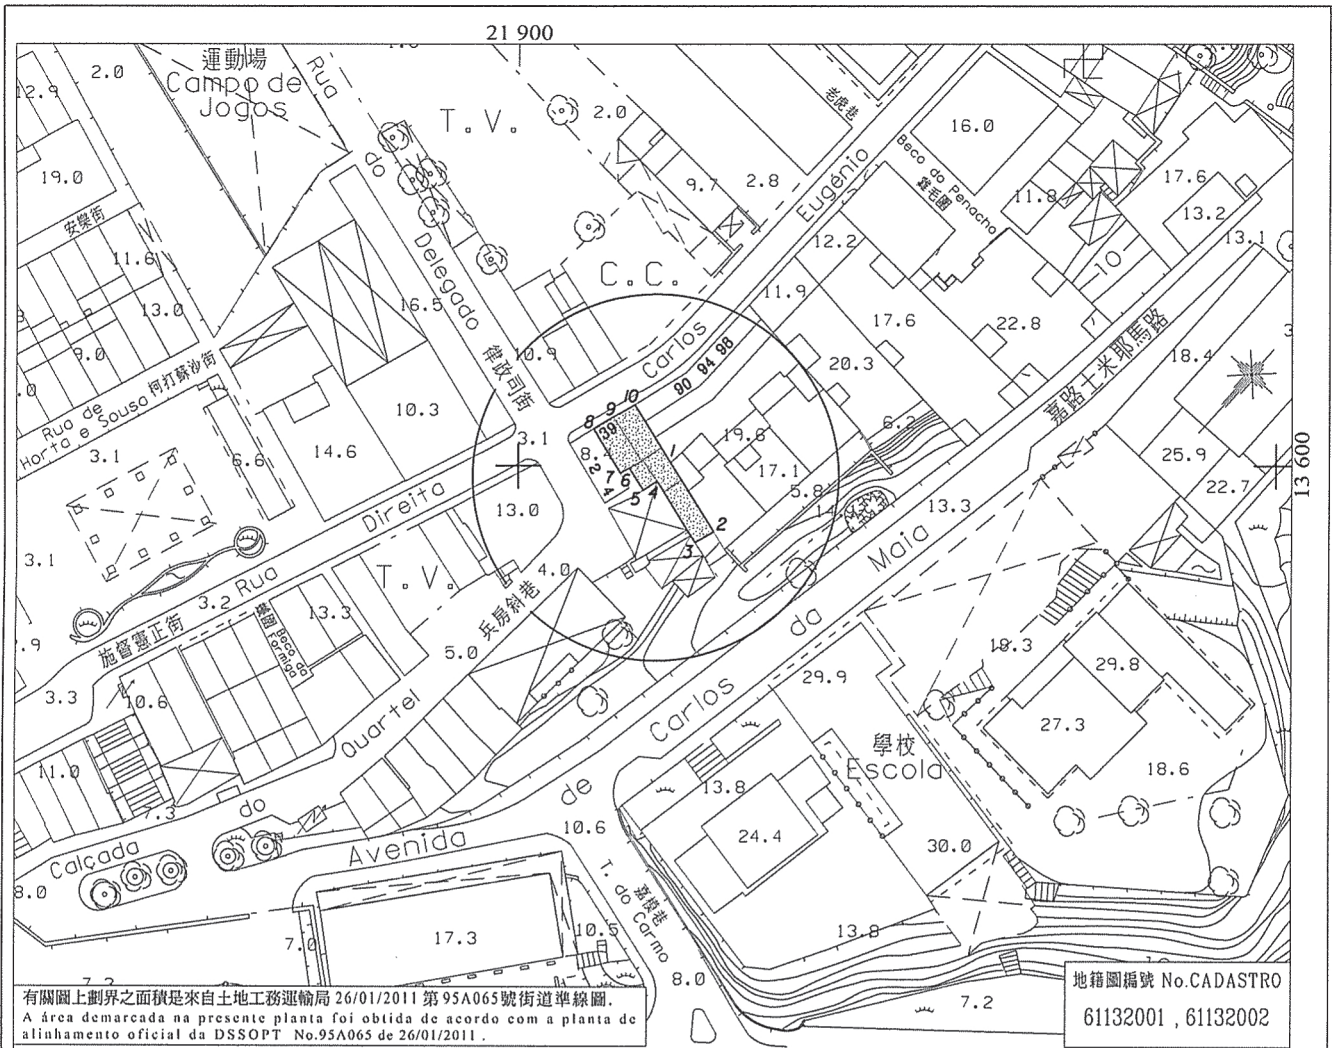 21 900
運動場
Campo de
Jogos
Rua
do
Delegado
律政司街
2.0
12.9
19.0
安樂街
11.6
13.0
9.0
柯打蘇沙街
Rua de
Horta e Sousa
3.1
6.6
14.6
10.3
16.5
T.V.
2.0
9.7
2.8
老虎巷
C.C.
10.9
Carlos
Eugénio
Beco do Penacho
雞毛圍
16.0
11.8
17.6
13.2
13.1
10
12.2
11.9
17.6
22.8
20.3
18.4
嘉路士米耶馬路
25.9
22.7
13 600
90 94 98
8 9 10
39
3.1
8.
2
4
7 6
5 4
1
2
3
19.6
17.1
6.2
5.8
14
13.3
13.0
4.0
Rua Direita
施督憲正街
3.2
3.1
3.3
T.V.
兵房斜巷
5.0
13.3
Beco da
Formiga
10.6
11.0
7.3
Calçada
do
Quartel
8.0
Avenida
de
Carlos
da
Maia
29.9
18.3
29.8
27.3
18.6
學校
Escola
13.8
24.4
30.0
13.8
10.6
T. do Carmo
嘉模巷
10.5
17.3
7.0
7.2
8.0
7.2
有關圖上劃界之面積是來自土地工務運輸局 26/01/2011 第 95A065號街道準線圖.
A área demarcada na presente planta foi obtida de acordo com a planta de
alinhamento oficial da DSSOPT No.95A065 de 26/01/2011 .
地籍圖編號 No.CADASTRO
61132001 , 61132002